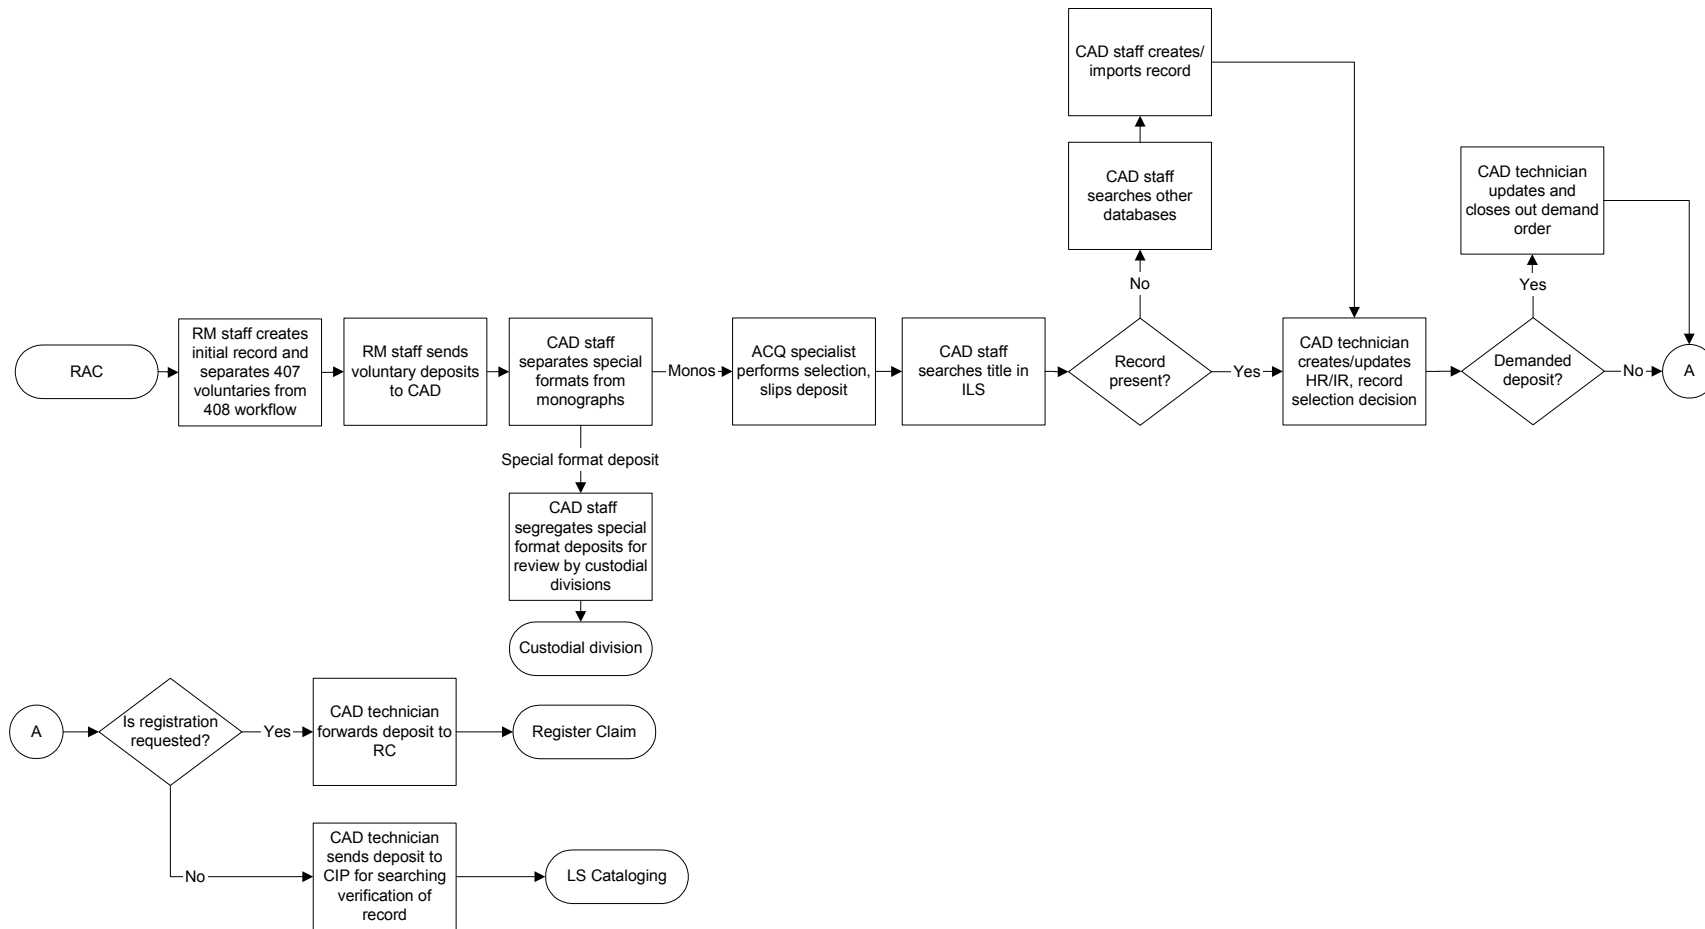 CAD staff creates/
imports record
CAD staff
searches other
databases
CAD technician
updates and
closes out demand
order
No
Yes
RAC
RM staff creates
initial record and
separates 407
voluntaries from
408 workflow
RM staff sends
voluntary deposits
to CAD
CAD staff
separates special
formats from
monographs
Monos
ACQ specialist
performs selection,
slips deposit
CAD staff
searches title in
ILS
Record
present?
Yes
CAD technician
creates/updates
HR/IR, record
selection decision
Demanded
deposit?
No
A
Special format deposit
CAD staff
segregates special
format deposits for
review by custodial
divisions
Custodial division
A
Is registration
requested?
Yes
CAD technician
forwards deposit to
RC
Register Claim
No
CAD technician
sends deposit to
CIP for searching
verification of
record
LS Cataloging